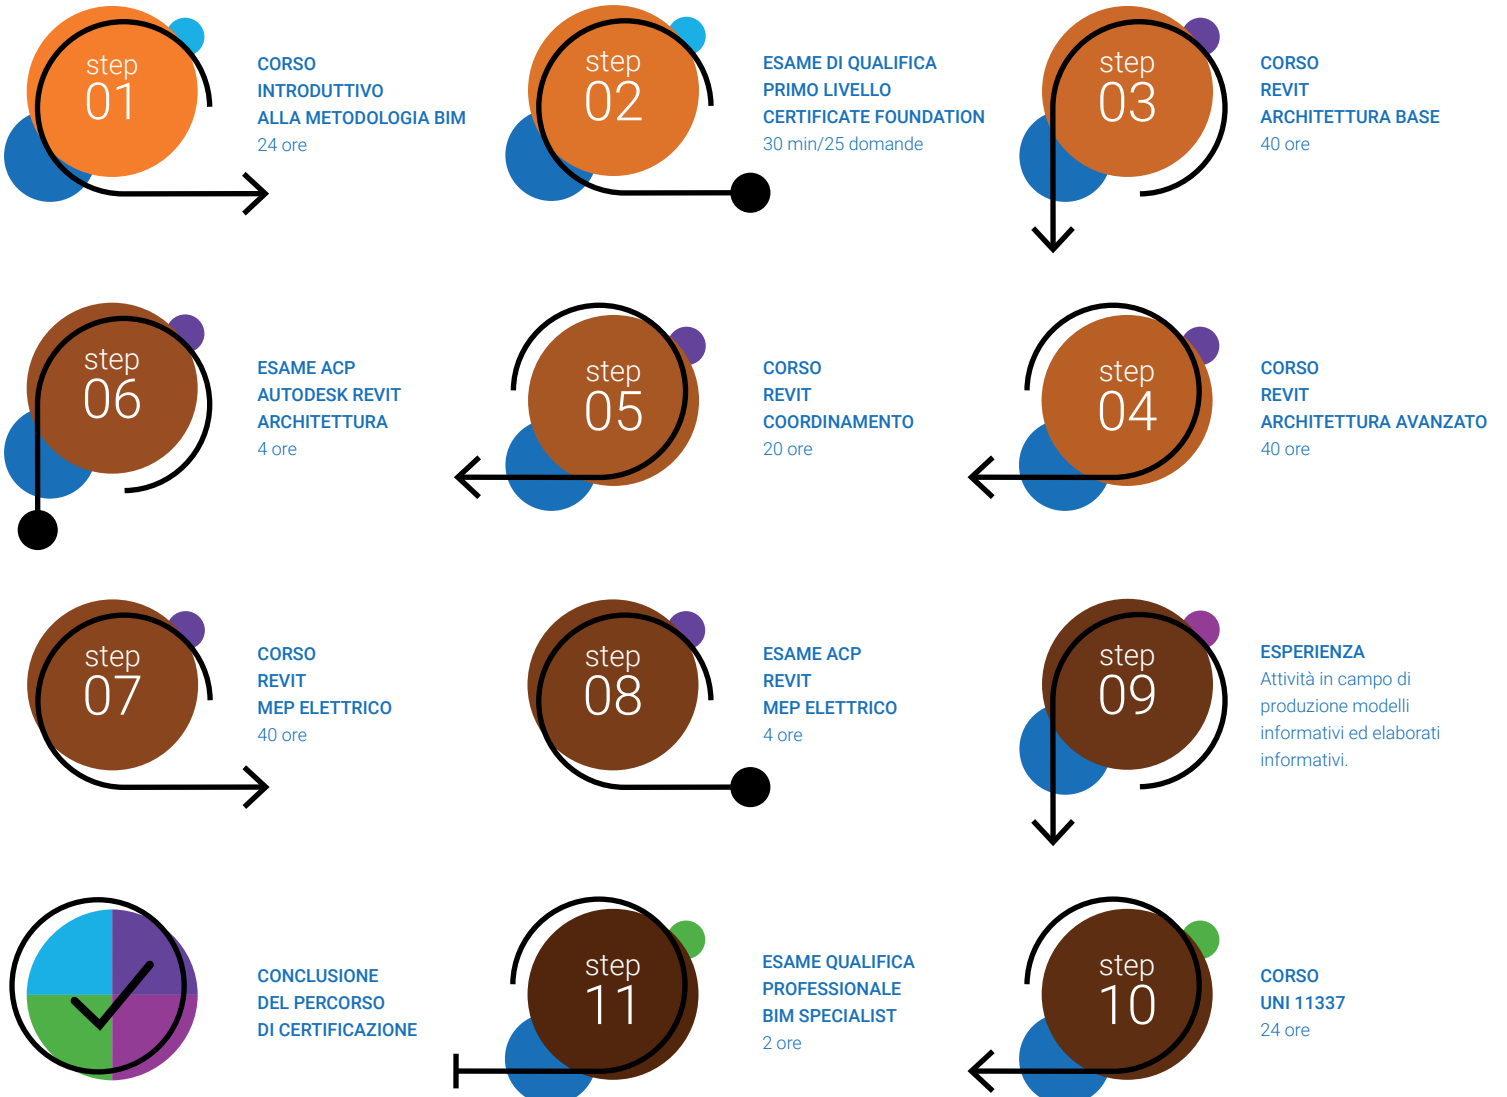 step
01
CORSO
INTRODUTTIVO
ALLA METODOLOGIA BIM
24 ore
step
02
ESAME DI QUALIFICA
PRIMO LIVELLO
CERTIFICATE FOUNDATION
30 min/25 domande
step
03
CORSO
REVIT
ARCHITETTURA BASE
40 ore
step
06
ESAME ACP
AUTODESK REVIT
ARCHITETTURA
4 ore
step
05
CORSO
REVIT
COORDINAMENTO
20 ore
step
04
CORSO
REVIT
ARCHITETTURA AVANZATO
40 ore
step
07
CORSO
REVIT
MEP ELETTRICO
40 ore
step
08
ESAME ACP
REVIT
MEP ELETTRICO
4 ore
step
09
ESPERIENZA
Attività in campo di
produzione modelli
informativi ed elaborati
informativi.
CONCLUSIONE
DEL PERCORSO
DI CERTIFICAZIONE
step
11
ESAME QUALIFICA
PROFESSIONALE
BIM SPECIALIST
2 ore
step
10
CORSO
UNI 11337
24 ore